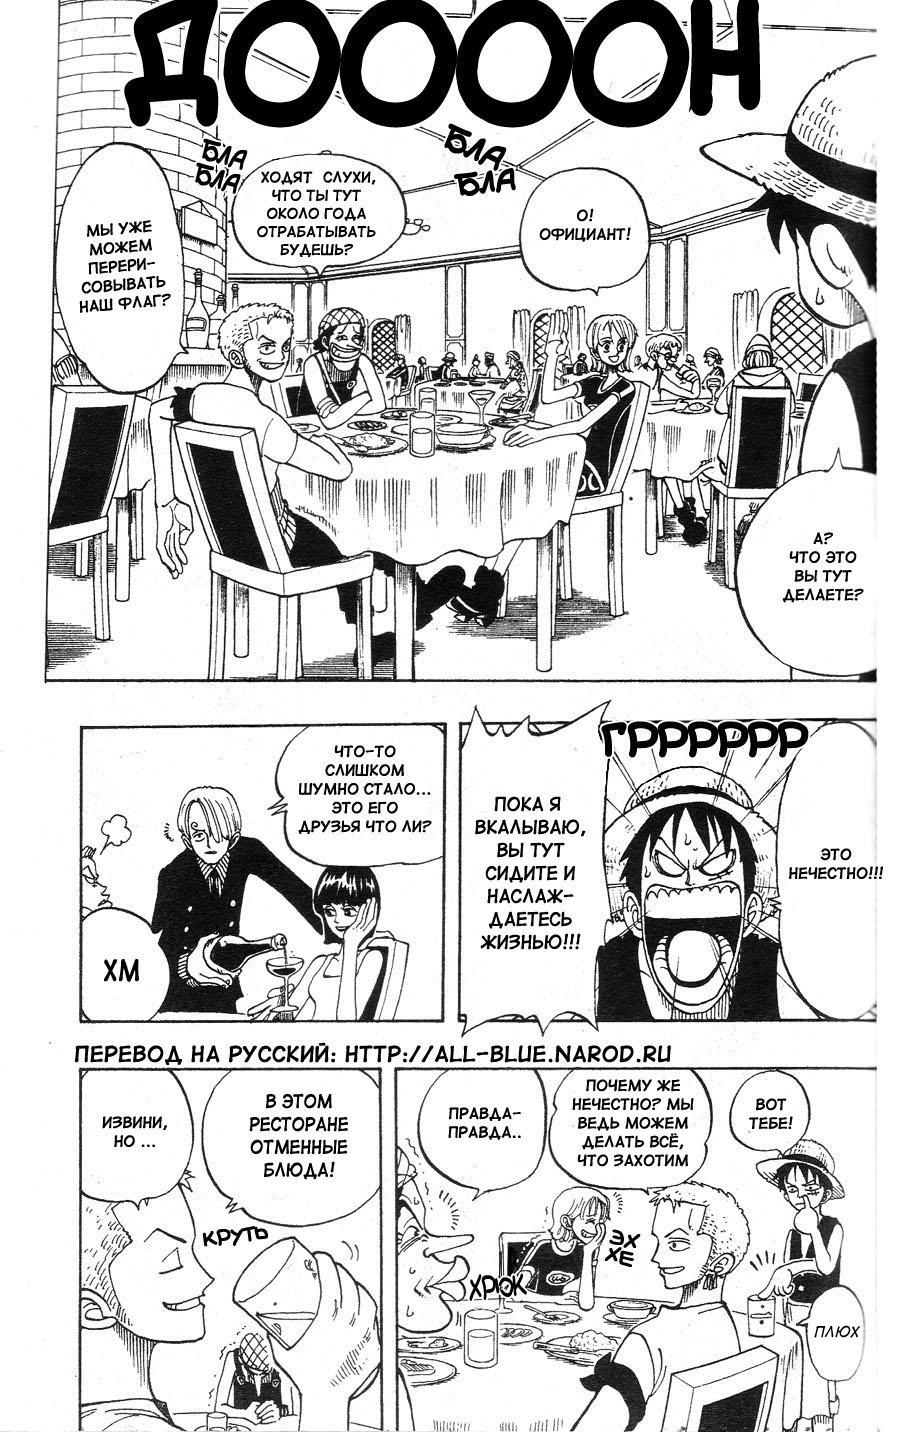 ДООООН
БЛА
БЛА
БЛА
БЛА
О!
ОФИЦИАНТ!
ХОДЯТ СЛУХИ,
ЧТО ТЫ ТУТ
ОКОЛО ГОДА
ОТРАБАТЫВАТЬ
БУДЕШЬ?
МЫ УЖЕ
МОЖЕМ
ПЕРЕРИ-
СОВЫВАТЬ
НАШ ФЛАГ?
А?
ЧТО ЭТО
ВЫ ТУТ
ДЕЛАЕТЕ?
ГРРРРРРР
ЭТО
НЕЧЕСТНО!!!
ПОКА Я
ВКАЛЫВАЮ,
ВЫ ТУТ
СИДИТЕ И
НАСЛАЖ-
ДАЕТЕСЬ
ЖИЗНЬЮ!!!
ЧТО-ТО
СЛИШКОМ
ШУМНО СТАЛО...
ЭТО ЕГО
ДРУЗЬЯ ЧТО ЛИ?
ХМ
ПЕРЕВОД НА РУССКИЙ: HTTP://ALL-BLUE.NAROD.RU
ВОТ
ТЕБЕ!
ПОЧЕМУ ЖЕ
НЕЧЕСТНО? МЫ
ВЕДЬ МОЖЕМ
ДЕЛАТЬ ВСЁ,
ЧТО ЗАХОТИМ
ПРАВДА-
ПРАВДА..
ЭХ
ХЕ
ХРЮК
ПЛЮХ
В ЭТОМ
РЕСТОРАНЕ
ОТМЕННЫЕ
БЛЮДА!
ИЗВИНИ,
НО ...
КРУТЬ